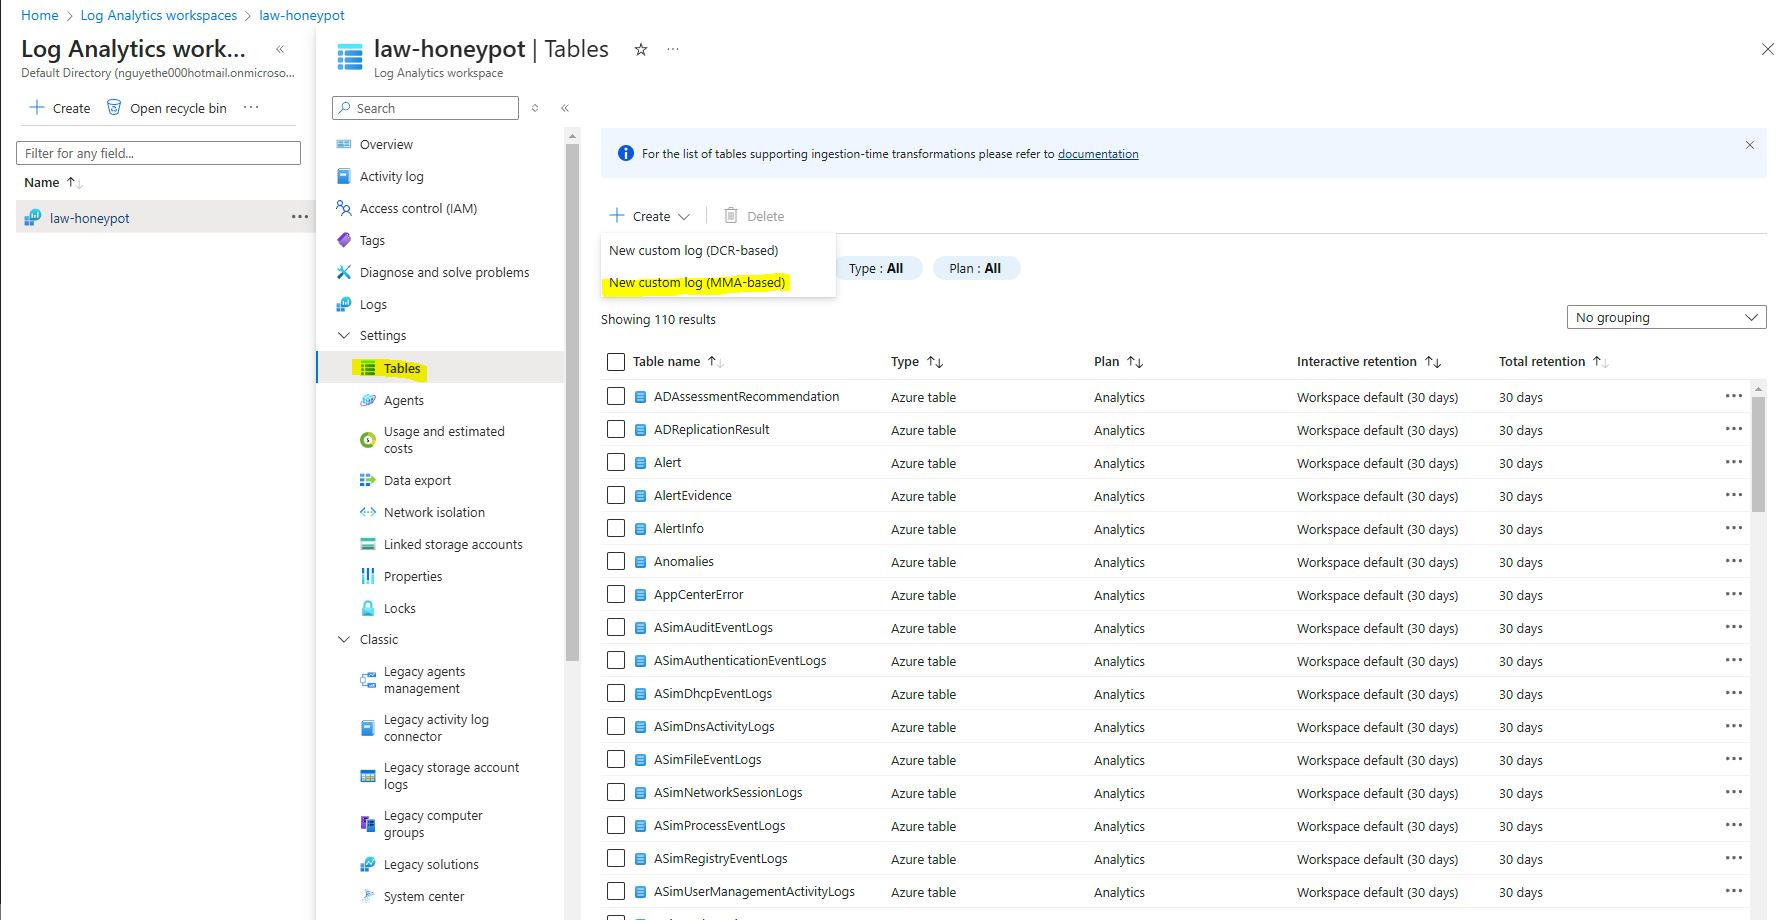 Home > Log Analytics workspaces > law-honeypot
Log Analytics work... «
Default Directory (nguyethe000hotmail.onmicroso...
+ Create Open recycle bin ...
Filter for any field...
Name ↑↓
law-honeypot ...
law-honeypot | Tables ☆ ...
Log Analytics workspace
Search «
Overview
Activity log
Access control (IAM)
Tags
Diagnose and solve problems
Logs
Settings
Tables
Agents
Usage and estimated
costs
Data export
Network isolation
Linked storage accounts
Properties
Locks
Classic
Legacy agents
management
Legacy activity log
connector
Legacy storage account
logs
Legacy computer
groups
Legacy solutions
System center
For the list of tables supporting ingestion-time transformations please refer to documentation
+ Create Delete
New custom log (DCR-based)
New custom log (MMA-based)
Type : All Plan : All
Showing 110 results
No grouping
Table name ↑↓ Type ↑↓ Plan ↑↓ Interactive retention ↑↓ Total retention ↑↓
ADAssessmentRecommendation Azure table Analytics Workspace default (30 days) 30 days ...
ADReplicationResult Azure table Analytics Workspace default (30 days) 30 days ...
Alert Azure table Analytics Workspace default (30 days) 30 days ...
AlertEvidence Azure table Analytics Workspace default (30 days) 30 days ...
AlertInfo Azure table Analytics Workspace default (30 days) 30 days ...
Anomalies Azure table Analytics Workspace default (30 days) 30 days ...
AppCenterError Azure table Analytics Workspace default (30 days) 30 days ...
ASimAuditEventLogs Azure table Analytics Workspace default (30 days) 30 days ...
ASimAuthenticationEventLogs Azure table Analytics Workspace default (30 days) 30 days ...
ASimDhcpEventLogs Azure table Analytics Workspace default (30 days) 30 days ...
ASimDnsActivityLogs Azure table Analytics Workspace default (30 days) 30 days ...
ASimFileEventLogs Azure table Analytics Workspace default (30 days) 30 days ...
ASimNetworkSessionLogs Azure table Analytics Workspace default (30 days) 30 days ...
ASimProcessEventLogs Azure table Analytics Workspace default (30 days) 30 days ...
ASimRegistryEventLogs Azure table Analytics Workspace default (30 days) 30 days ...
ASimUserManagementActivityLogs Azure table Analytics Workspace default (30 days) 30 days ...